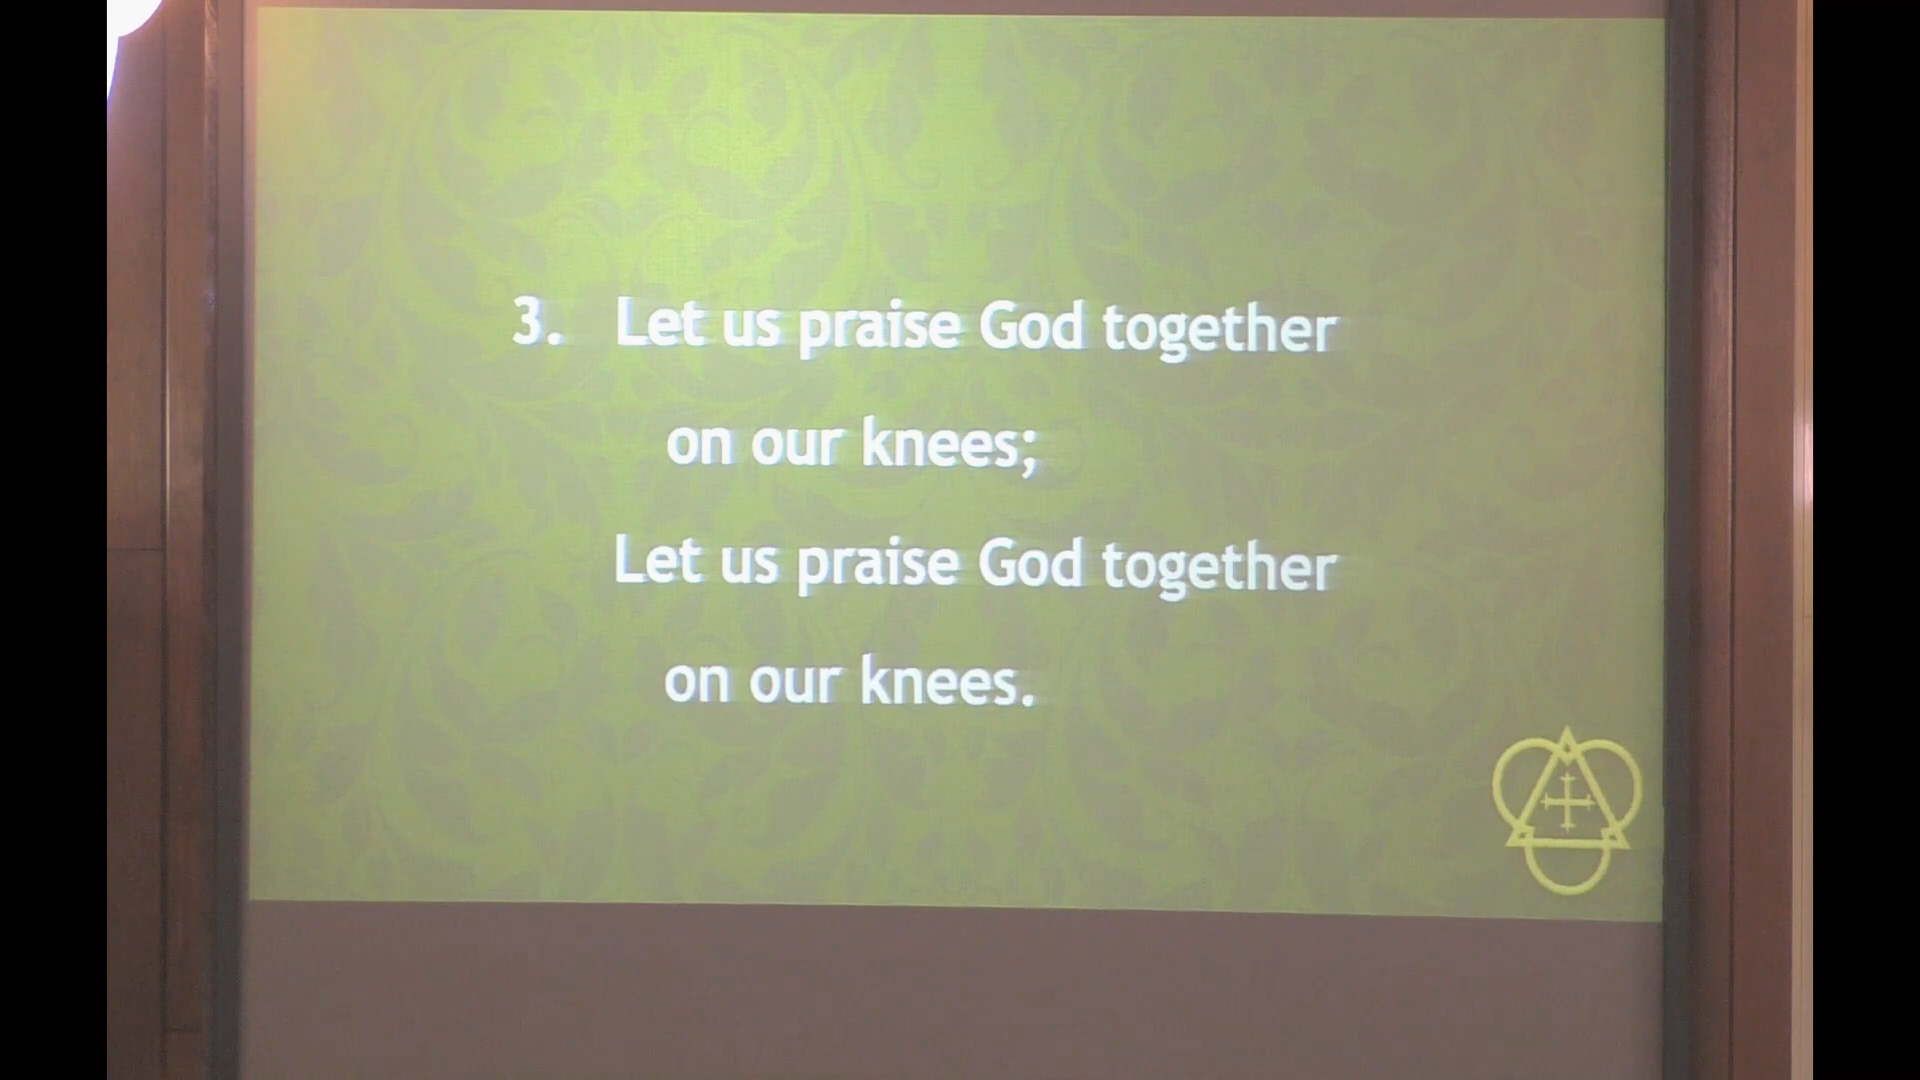 3. Let us praise God together
on our knees;
Let us praise God together
on our knees.